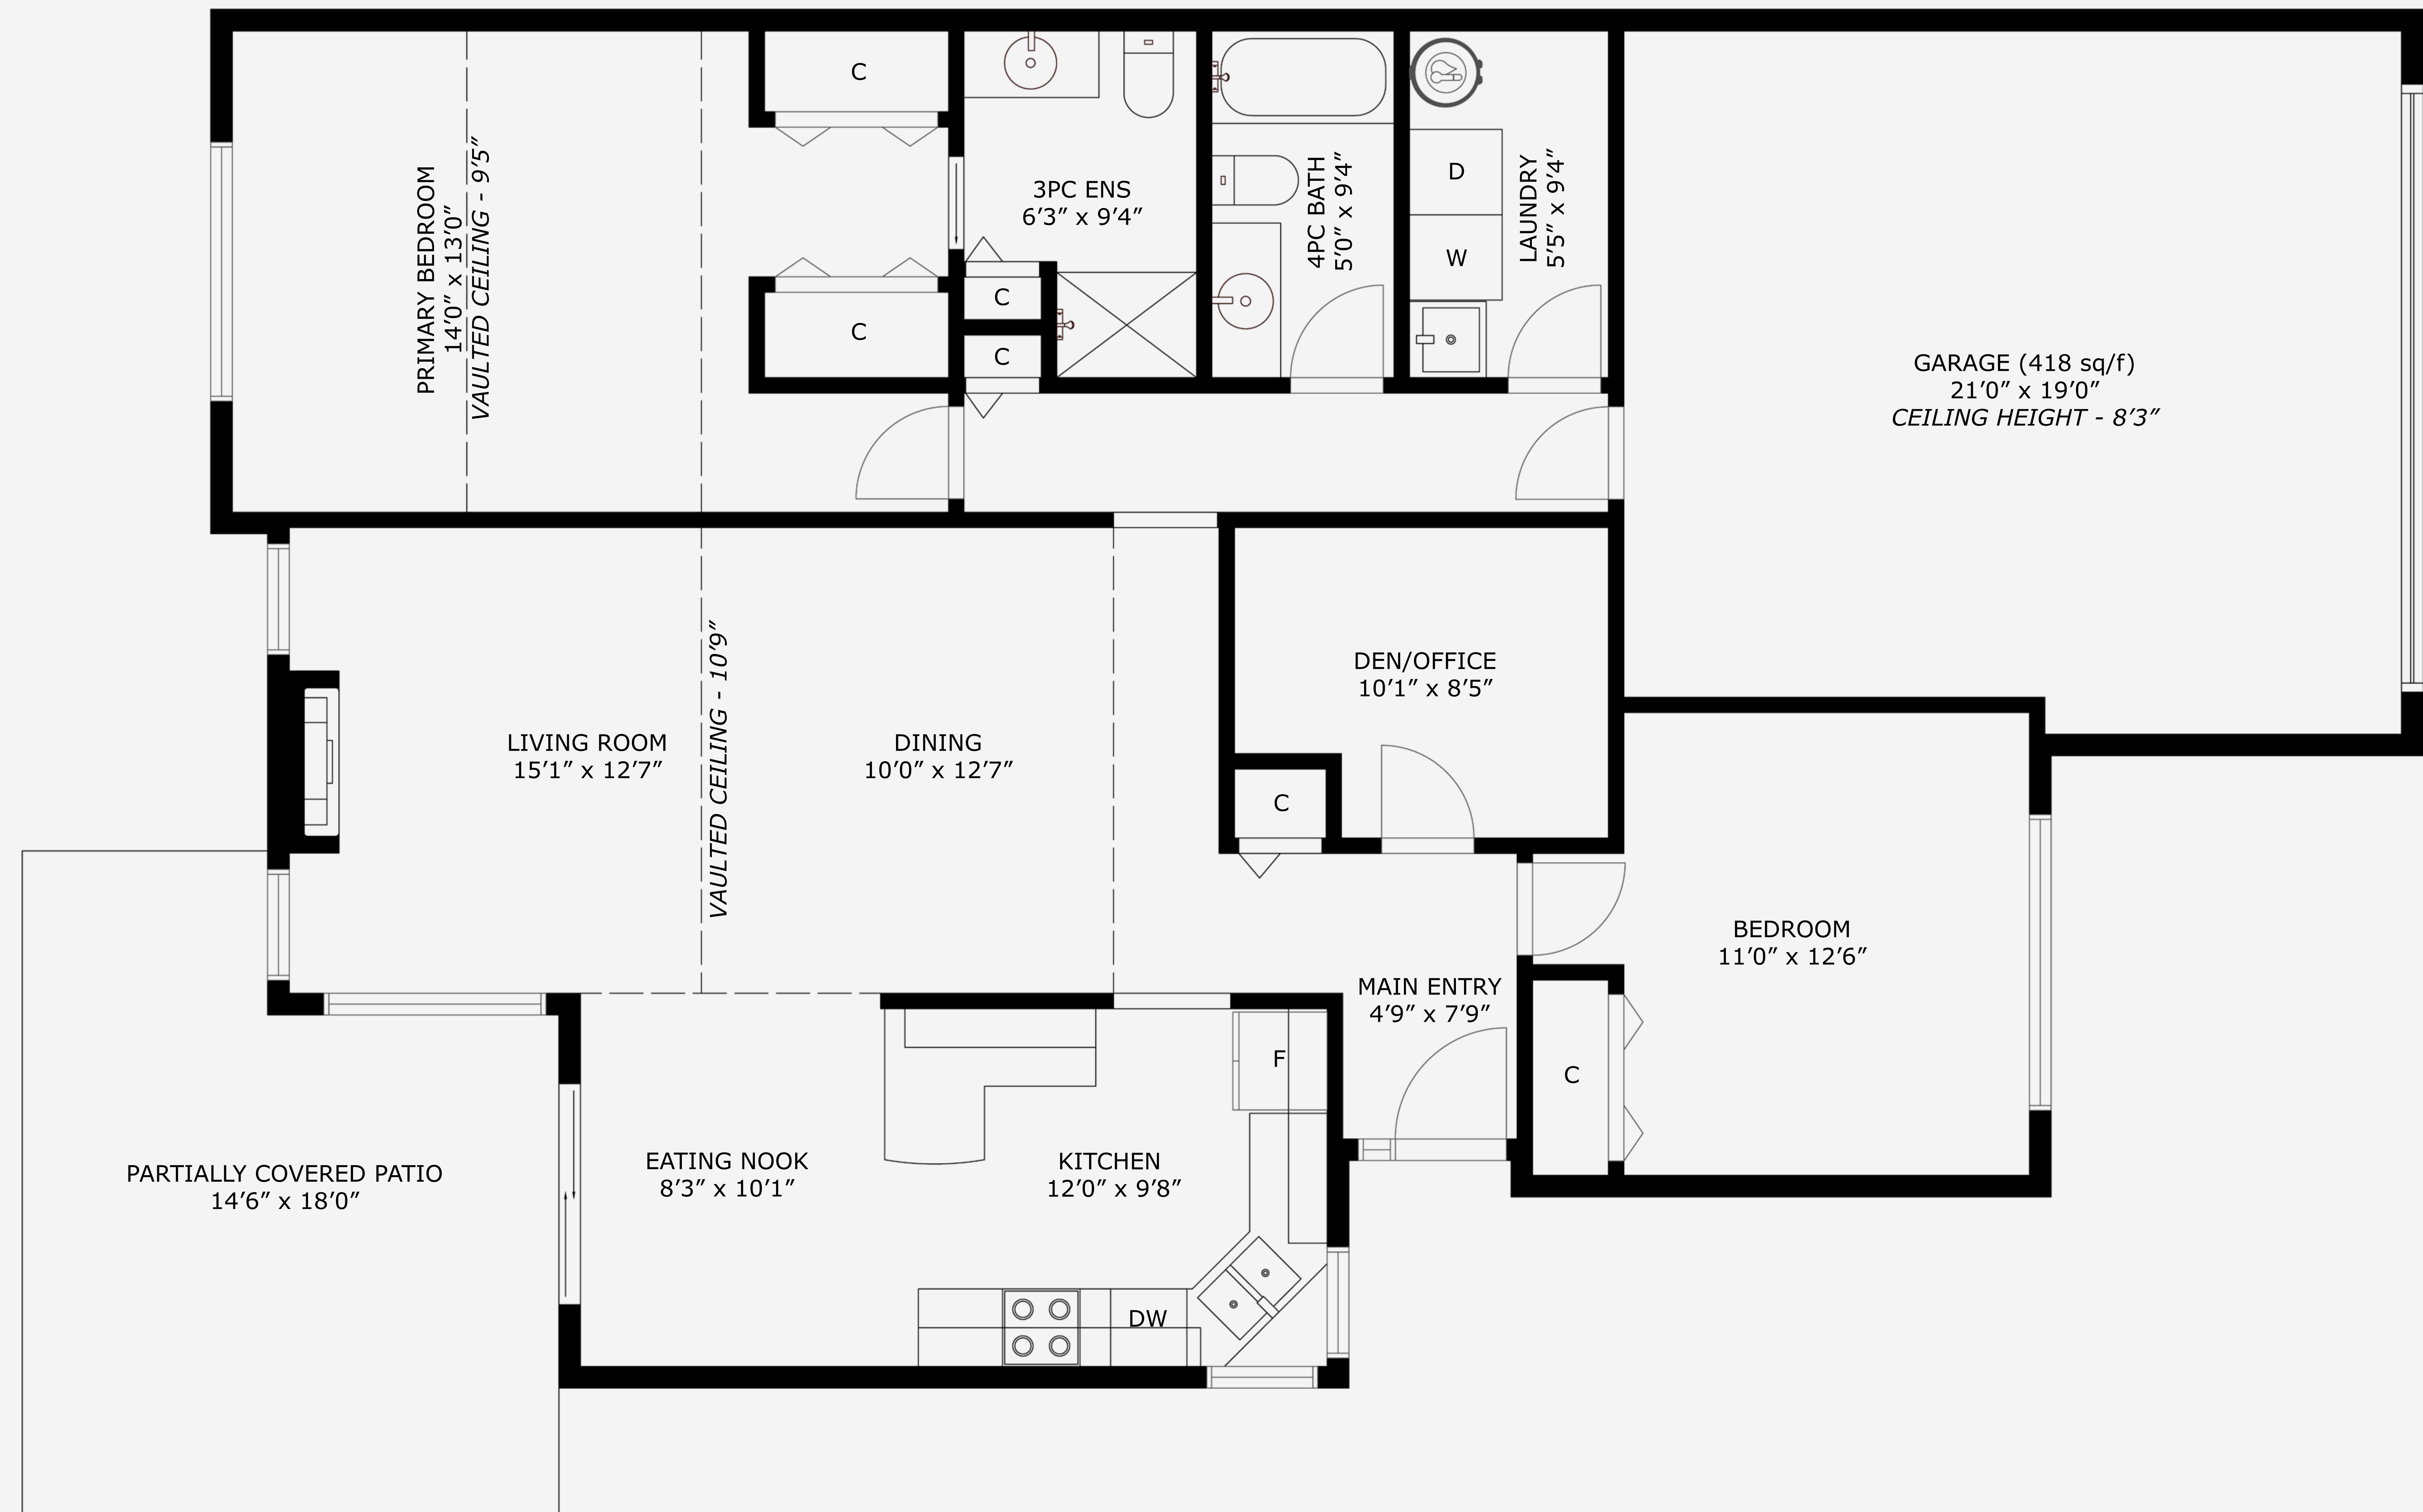 C
PRIMARY BEDROOM
14′0″ x 13′0″
VAULTED CEILING - 9′5″
3PC ENS
6′3″ x 9′4″
4PC BATH
5′0″ x 9′4″
D
W
LAUNDRY
5′5″ x 9′4″
C
C
C
GARAGE (418 sq/f)
21′0″ x 19′0″
CEILING HEIGHT - 8′3″
LIVING ROOM
15′1″ x 12′7″
VAULTED CEILING - 10′9″
DINING
10′0″ x 12′7″
DEN/OFFICE
10′1″ x 8′5″
C
BEDROOM
11′0″ x 12′6″
MAIN ENTRY
4′9″ x 7′9″
F
C
PARTIALLY COVERED PATIO
14′6″ x 18′0″
EATING NOOK
8′3″ x 10′1″
KITCHEN
12′0″ x 9′8″
DW